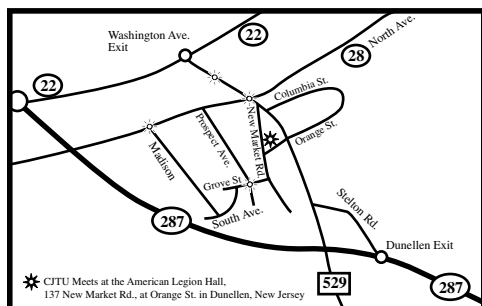 Washington Ave.
Exit
22
22
28
North Ave.
Columbia St.
Orange St.
New Market Rd.
Prospect Ave.
Madison
Grove St
South Ave.
Stelton Rd.
287
Dunellen Exit
529
287
CJTU Meets at the American Legion Hall,
137 New Market Rd., at Orange St. in Dunellen, New Jersey